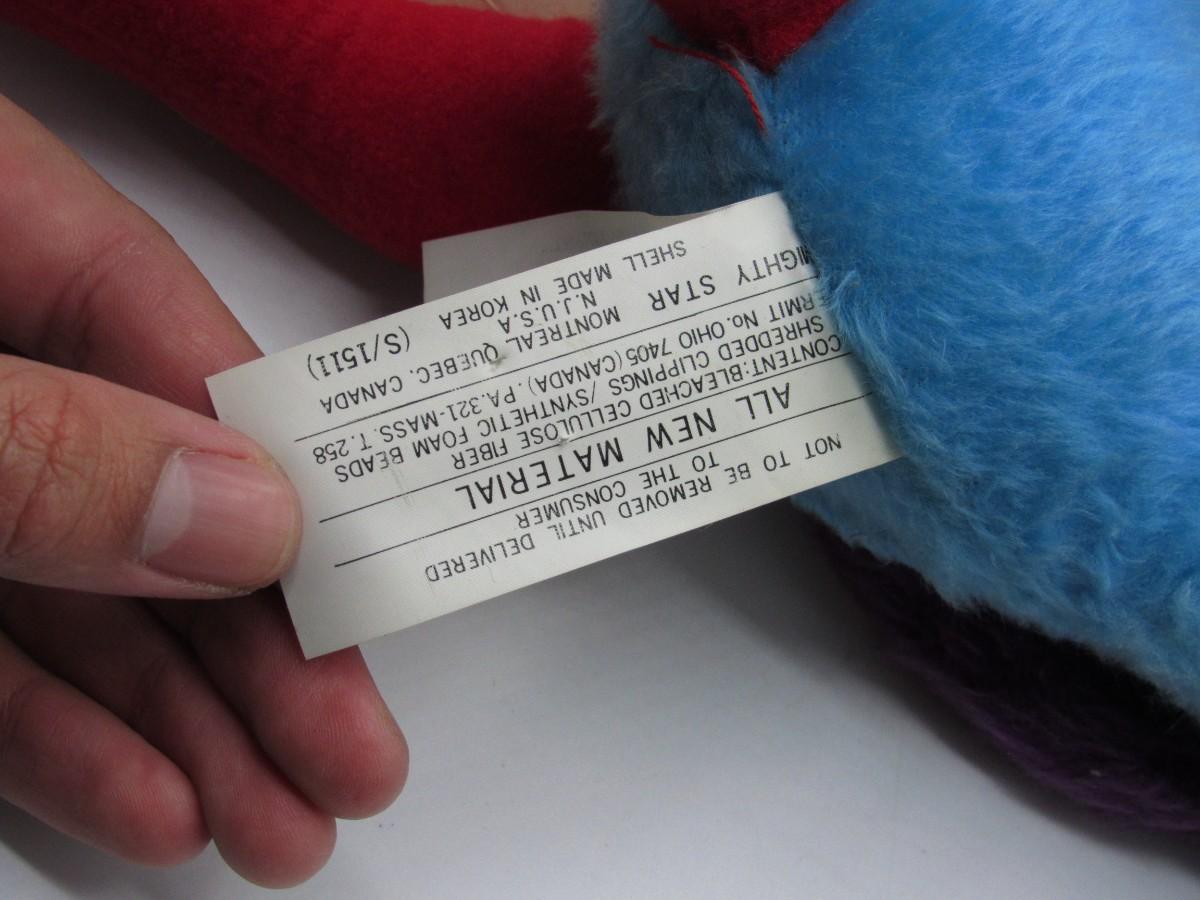 NOT TO BE REMOVED UNTIL DELIVERED
TO THE CONSUMER
ALL NEW MATERIAL
CONTENT:BLEACHED CELLULOSE FIBER
SHREDDED CLIPPINGS / SYNTHETIC FOAM BEADS
ERMIT No.OHIO 7405(CANADA). PA.321-MASS.T.258
MIGHTY STAR MONTREAL QUEBEC. CANADA
N.J.U.S.A
SHELL MADE IN KOREA (S/1511)